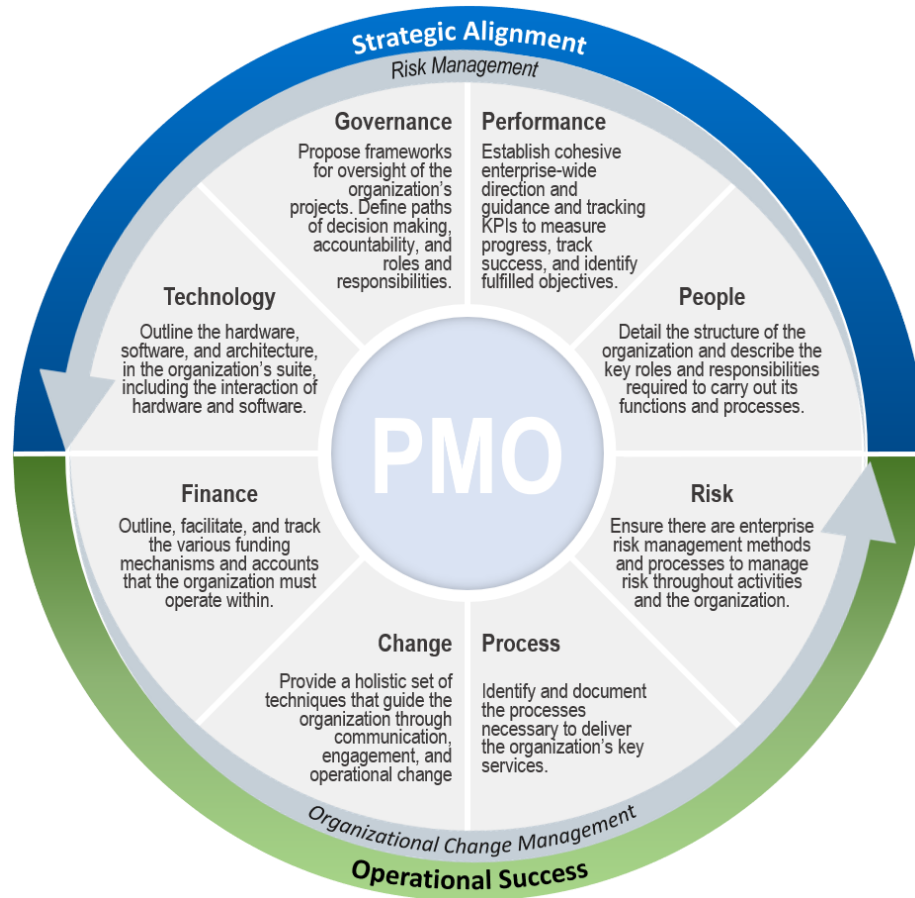 Strategic Alignment
Risk Management
Governance
Propose frameworks
for oversight of the
organization's
projects. Define paths
of decision making,
accountability, and
roles and
responsibilities.
Performance
Establish cohesive
enterprise-wide
direction and
guidance and tracking
KPIs to measure
progress, track
success, and identify
fulfilled objectives.
Technology
Outline the hardware,
software, and architecture,
in the organization's suite,
including the interaction of
hardware and software.
People
Detail the structure of the
organization and describe the
key roles and responsibilities
required to carry out its
functions and processes.
PMO
Finance
Outline, facilitate, and track
the various funding
mechanisms and accounts
that the organization must
operate within.
Risk
Ensure there are enterprise
risk management methods
and processes to manage
risk throughout activities
and the organization.
Change
Provide a holistic set of
techniques that guide the
organization through
communication,
engagement, and
operational change
Process
Identify and document
the processes
necessary to deliver
the organization's key
services.
Organizational Change Management
Operational Success